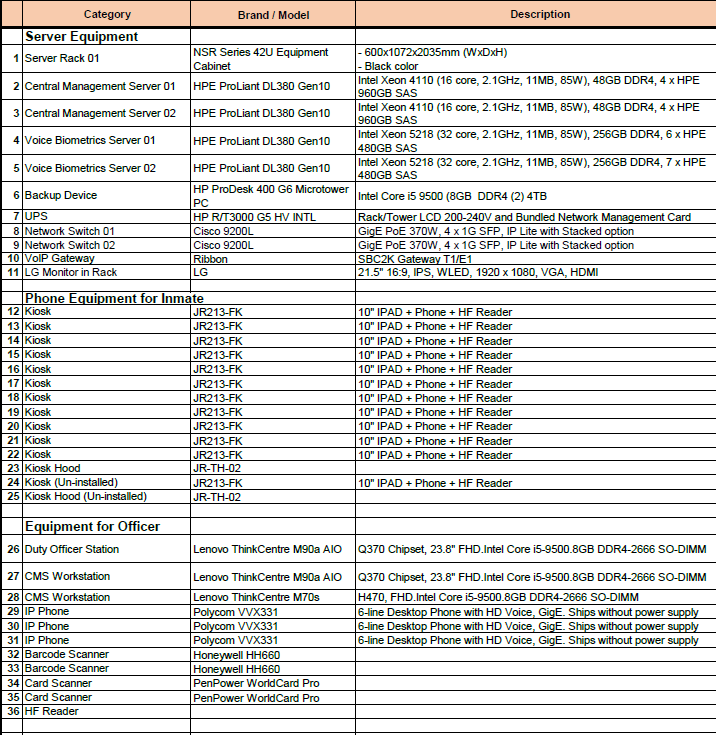 Category Brand / Model Description
Server Equipment
1 Server Rack 01 NSR Series 42U Equipment Cabinet - 600x1072x2035mm (WxDxH) - Black color
2 Central Management Server 01 HPE ProLiant DL380 Gen10 Intel Xeon 4110 (16 core, 2.1GHz, 11MB, 85W), 48GB DDR4, 4 x HPE 960GB SAS
3 Central Management Server 02 HPE ProLiant DL380 Gen10 Intel Xeon 4110 (16 core, 2.1GHz, 11MB, 85W), 48GB DDR4, 4 x HPE 960GB SAS
4 Voice Biometrics Server 01 HPE ProLiant DL380 Gen10 Intel Xeon 5218 (32 core, 2.1GHz, 11MB, 85W), 256GB DDR4, 6 x HPE 480GB SAS
5 Voice Biometrics Server 02 HPE ProLiant DL380 Gen10 Intel Xeon 5218 (32 core, 2.1GHz, 11MB, 85W), 256GB DDR4, 7 x HPE 480GB SAS
6 Backup Device HP ProDesk 400 G6 Microtower PC Intel Core i5 9500 (8GB DDR4 (2) 4TB
7 UPS HP R/T3000 G5 HV INTL Rack/Tower LCD 200-240V and Bundled Network Management Card
8 Network Switch 01 Cisco 9200L GigE PoE 370W, 4 x 1G SFP, IP Lite with Stacked option
9 Network Switch 02 Cisco 9200L GigE PoE 370W, 4 x 1G SFP, IP Lite with Stacked option
10 VoIP Gateway Ribbon SBC2K Gateway T1/E1
11 LG Monitor in Rack LG 21.5" 16:9, IPS, WLED, 1920 x 1080, VGA, HDMI
Phone Equipment for Inmate
12 Kiosk JR213-FK 10" IPAD + Phone + HF Reader
13 Kiosk JR213-FK 10" IPAD + Phone + HF Reader
14 Kiosk JR213-FK 10" IPAD + Phone + HF Reader
15 Kiosk JR213-FK 10" IPAD + Phone + HF Reader
16 Kiosk JR213-FK 10" IPAD + Phone + HF Reader
17 Kiosk JR213-FK 10" IPAD + Phone + HF Reader
18 Kiosk JR213-FK 10" IPAD + Phone + HF Reader
19 Kiosk JR213-FK 10" IPAD + Phone + HF Reader
20 Kiosk JR213-FK 10" IPAD + Phone + HF Reader
21 Kiosk JR213-FK 10" IPAD + Phone + HF Reader
22 Kiosk JR213-FK 10" IPAD + Phone + HF Reader
23 Kiosk Hood JR-TH-02
24 Kiosk (Un-installed) JR213-FK 10" IPAD + Phone + HF Reader
25 Kiosk Hood (Un-installed) JR-TH-02
Equipment for Officer
26 Duty Officer Station Lenovo ThinkCentre M90a AIO Q370 Chipset, 23.8" FHD.Intel Core i5-9500.8GB DDR4-2666 SO-DIMM
27 CMS Workstation Lenovo ThinkCentre M90a AIO Q370 Chipset, 23.8" FHD.Intel Core i5-9500.8GB DDR4-2666 SO-DIMM
28 CMS Workstation Lenovo ThinkCentre M70s H470, FHD.Intel Core i5-9500.8GB DDR4-2666 SO-DIMM
29 IP Phone Polycom VVX331 6-line Desktop Phone with HD Voice, GigE. Ships without power supply
30 IP Phone Polycom VVX331 6-line Desktop Phone with HD Voice, GigE. Ships without power supply
31 IP Phone Polycom VVX331 6-line Desktop Phone with HD Voice, GigE. Ships without power supply
32 Barcode Scanner Honeywell HH660
33 Barcode Scanner Honeywell HH660
34 Card Scanner PenPower WorldCard Pro
35 Card Scanner PenPower WorldCard Pro
36 HF Reader